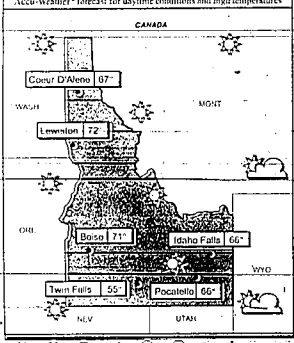 Accu-Weather® forecast for daytime conditions and high temperatures
CANADA
Coeur D'Alene 67°
WASH
MONT
Lewiston 72°
ORE
Boise 71°
Idaho Falls 66°
WYO
Twin Falls 55°
Pocatello 66°
NEV
UTAH